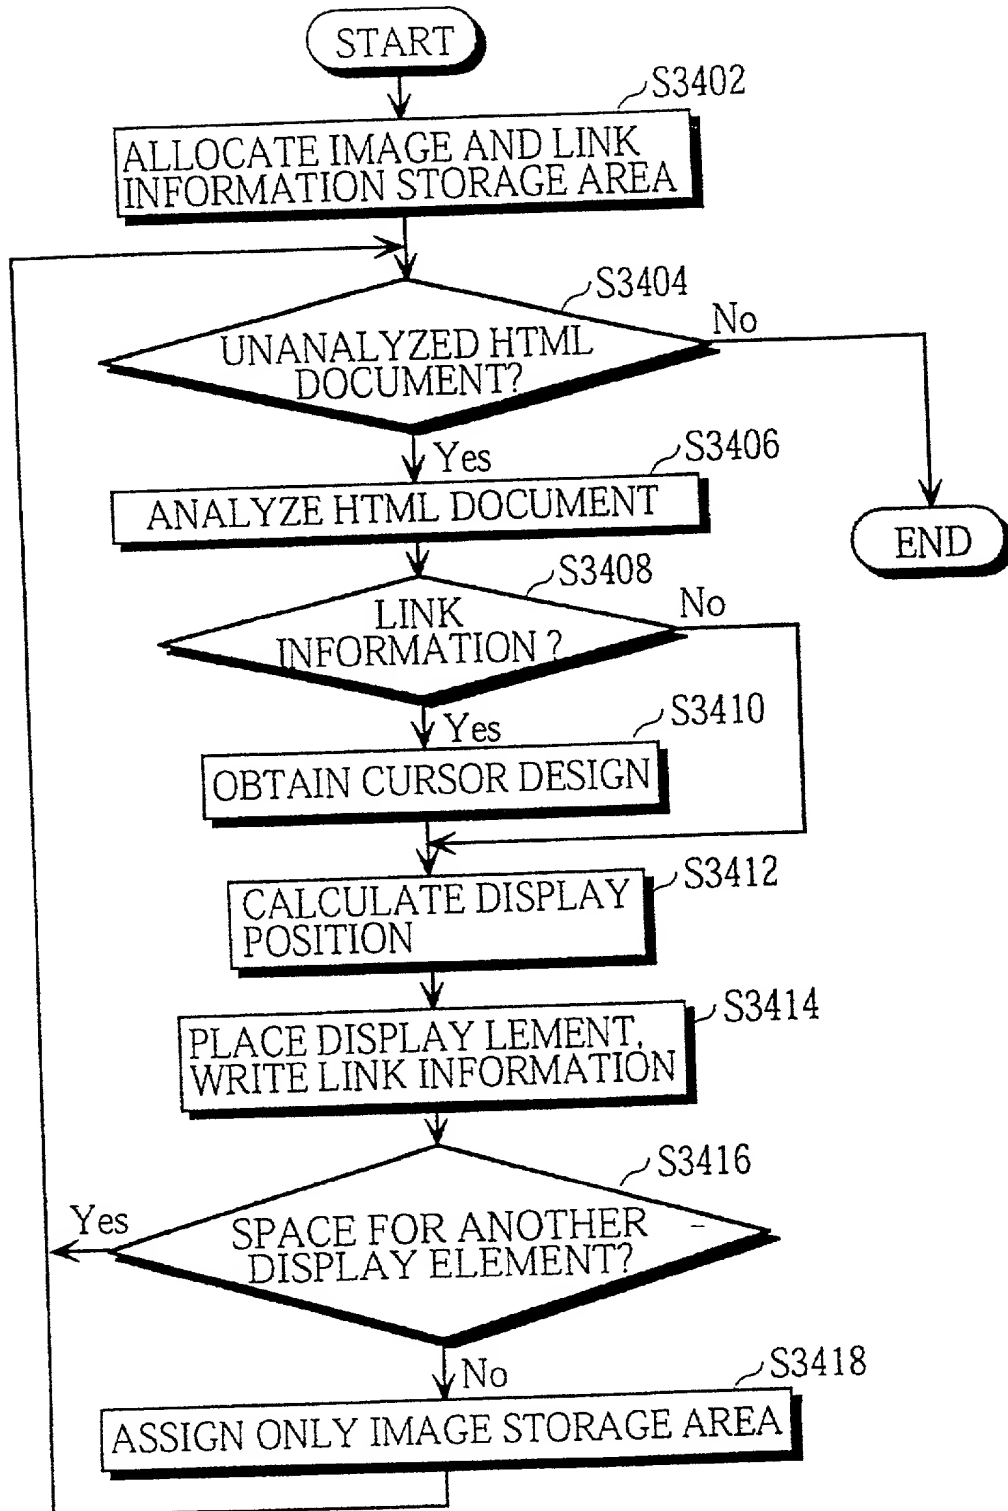 START
S3402
ALLOCATE IMAGE AND LINK
INFORMATION STORAGE AREA
S3404
No
UNANALYZED HTML
DOCUMENT?
Yes
S3406
ANALYZE HTML DOCUMENT
END
S3408
No
LINK
INFORMATION ?
Yes
S3410
OBTAIN CURSOR DESIGN
S3412
CALCULATE DISPLAY
POSITION
S3414
PLACE DISPLAY LEMENT,
WRITE LINK INFORMATION
S3416
Yes
SPACE FOR ANOTHER
DISPLAY ELEMENT?
No
S3418
ASSIGN ONLY IMAGE STORAGE AREA